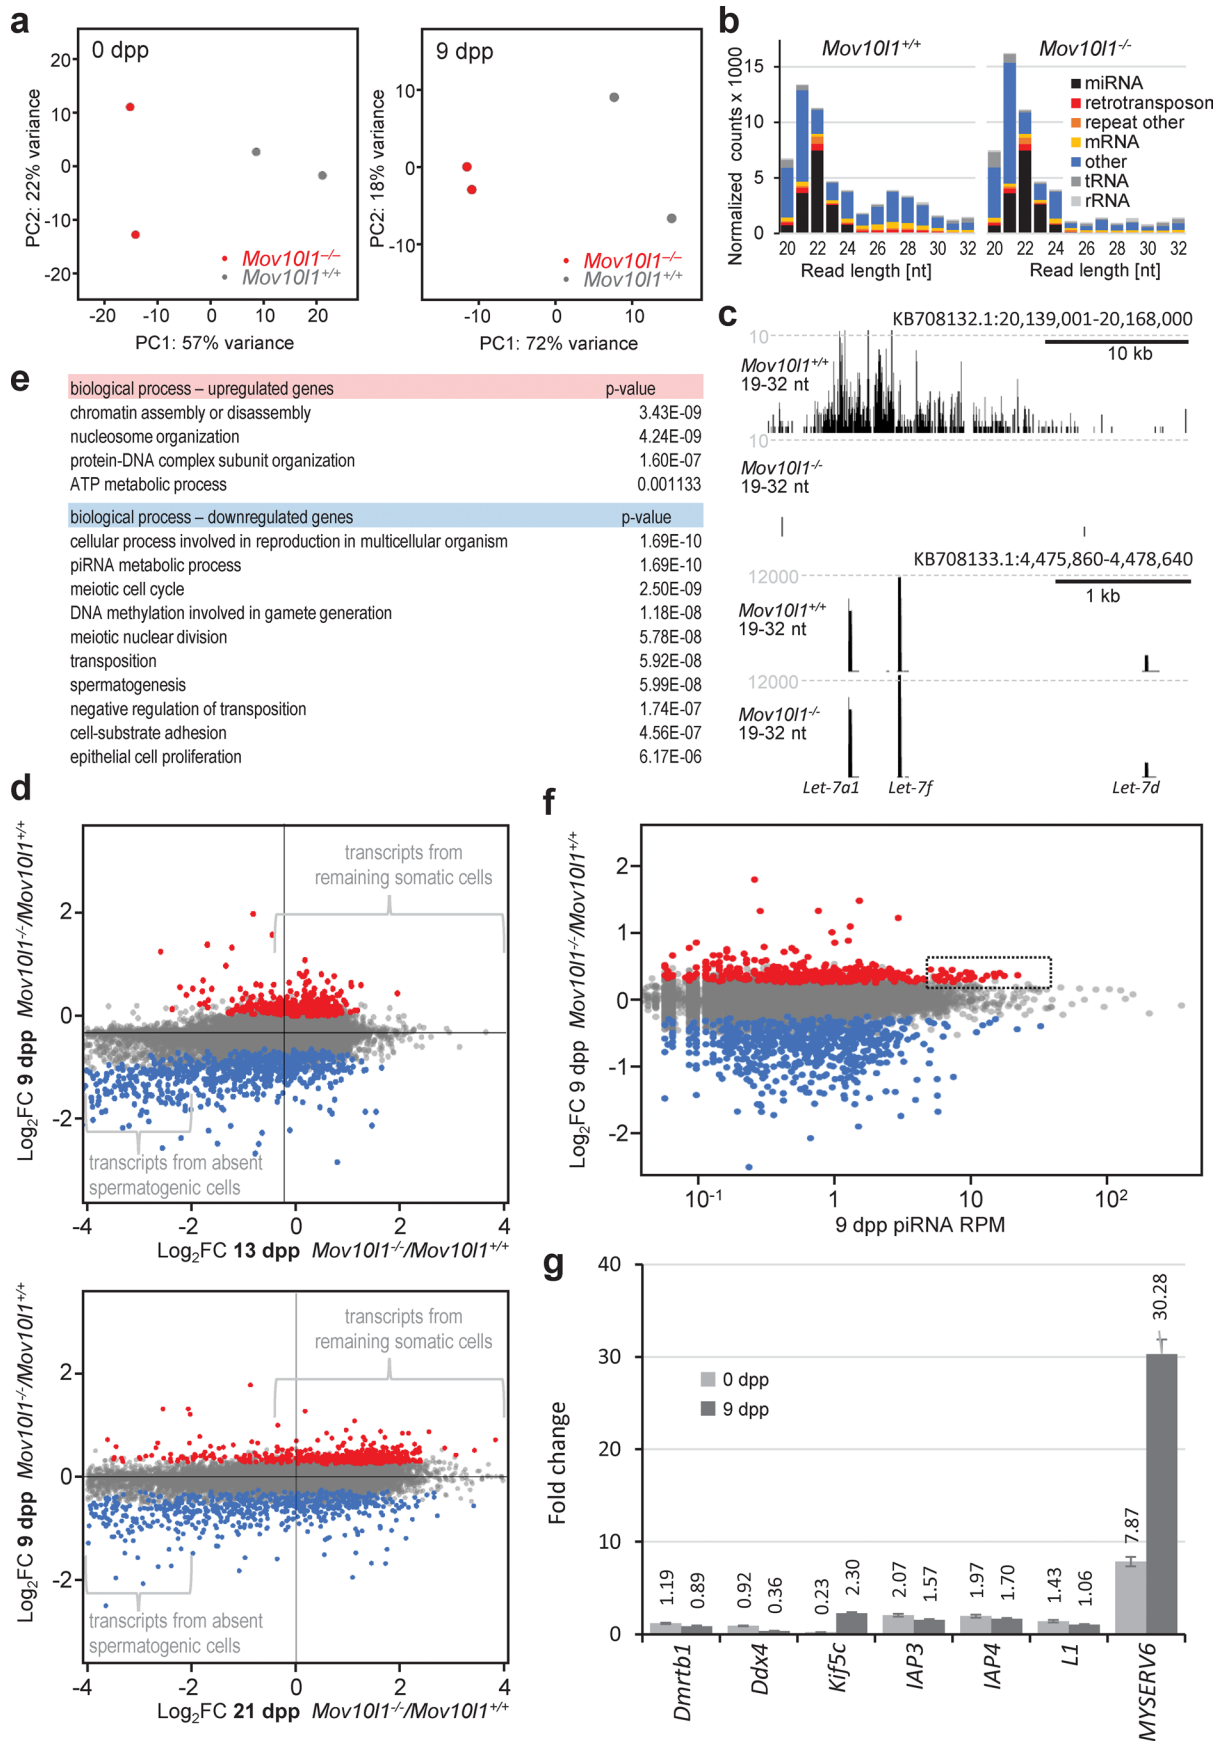 a
0 dpp
PC2: 22% variance
20
10
0
-10
-20
Mov10l1–/–
Mov10l1+/+
-20 -10 0 10 20
PC1: 57% variance
9 dpp
PC2: 18% variance
10
0
-10
Mov10l1–/–
Mov10l1+/+
-10 0 10
PC1: 72% variance
b
Mov10l1+/+ Mov10l1-/-
Normalized counts x 1000
15
10
5
0
miRNA
retrotransposon
repeat other
mRNA
other
tRNA
rRNA
20 22 24 26 28 30 32
20 22 24 26 28 30 32
Read length [nt] Read length [nt]
c
KB708132.1:20,139,001-20,168,000
10
10 kb
Mov10l1+/+
19-32 nt
10
Mov10l1-/-
19-32 nt
KB708133.1:4,475,860-4,478,640
12000
1 kb
Mov10l1+/+
19-32 nt
12000
Mov10l1-/-
19-32 nt
Let-7a1 Let-7f Let-7d
e
biological process – upregulated genes p-value
chromatin assembly or disassembly 3.43E-09
nucleosome organization 4.24E-09
protein-DNA complex subunit organization 1.60E-07
ATP metabolic process 0.001133
biological process – downregulated genes p-value
cellular process involved in reproduction in multicellular organism 1.69E-10
piRNA metabolic process 1.69E-10
meiotic cell cycle 2.50E-09
DNA methylation involved in gamete generation 1.18E-08
meiotic nuclear division 5.78E-08
transposition 5.92E-08
spermatogenesis 5.99E-08
negative regulation of transposition 1.74E-07
cell-substrate adhesion 4.56E-07
epithelial cell proliferation 6.17E-06
d
Log2FC 9 dpp Mov10l1-/-/Mov10l1+/+
transcripts from
remaining somatic cells
2
0
-2
transcripts from absent
spermatogenic cells
-4 -2 0 2 4
Log2FC 13 dpp Mov10l1-/-/Mov10l1+/+
Log2FC 9 dpp Mov10l1-/-/Mov10l1+/+
transcripts from
remaining somatic cells
2
0
-2
transcripts from absent
spermatogenic cells
-4 -2 0 2 4
Log2FC 21 dpp Mov10l1-/-/Mov10l1+/+
f
Log2FC 9 dpp Mov10l1-/-/Mov10l1+/+
2
1
0
-1
-2
10-1 1 10 102
9 dpp piRNA RPM
g
Fold change
40
30
20
10
0
0 dpp
9 dpp
1.19 0.89 0.92 0.36 0.23 2.30 2.07 1.57 1.97 1.70 1.43 1.06 7.87 30.28
Dmrtb1 Ddx4 Kif5c IAP3 IAP4 L1 MYSERV6